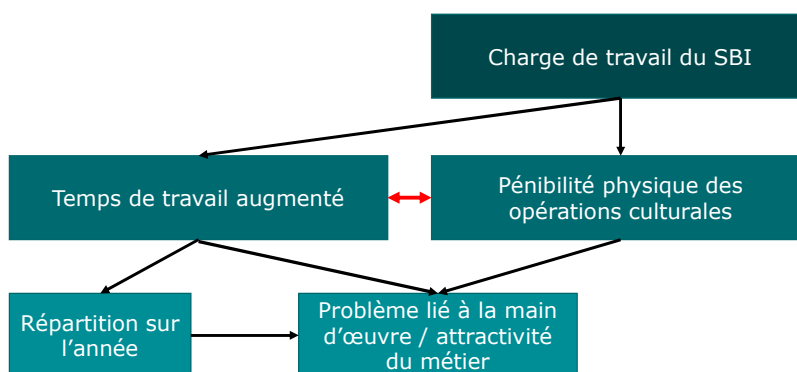 Charge de travail du SBI
Temps de travail augmenté
Pénibilité physique des
opérations culturales
Répartition sur
l’année
Problème lié à la main
d’œuvre / attractivité
du métier